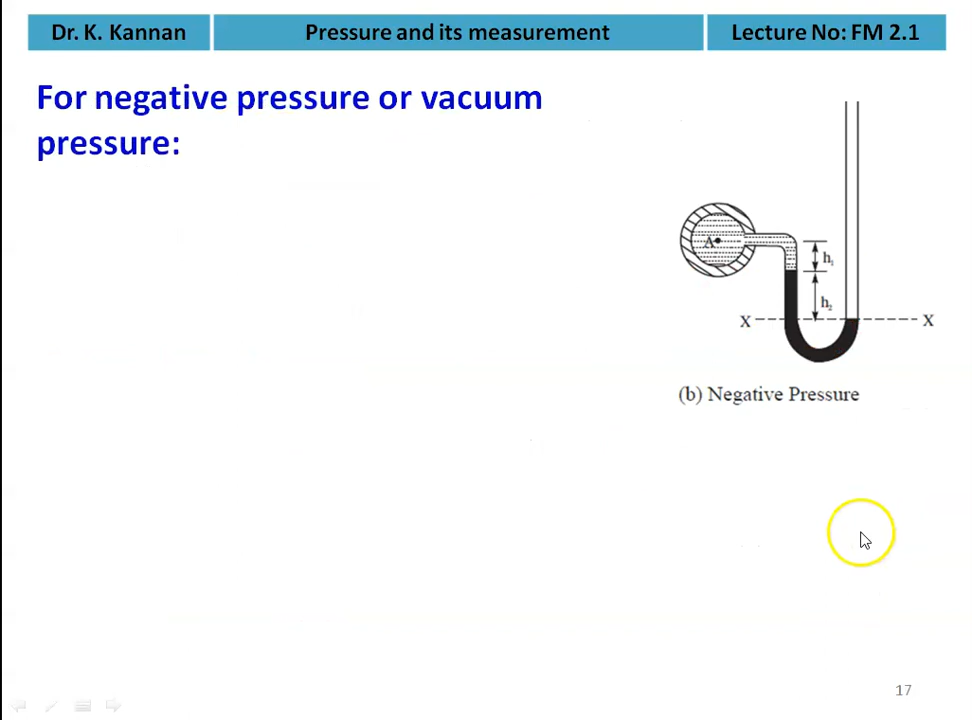 Dr. K. Kannan
Pressure and its measurement
Lecture No: FM 2.1
For negative pressure or vacuum
pressure:
A
h₁
h₂
X
X
(b) Negative Pressure
17